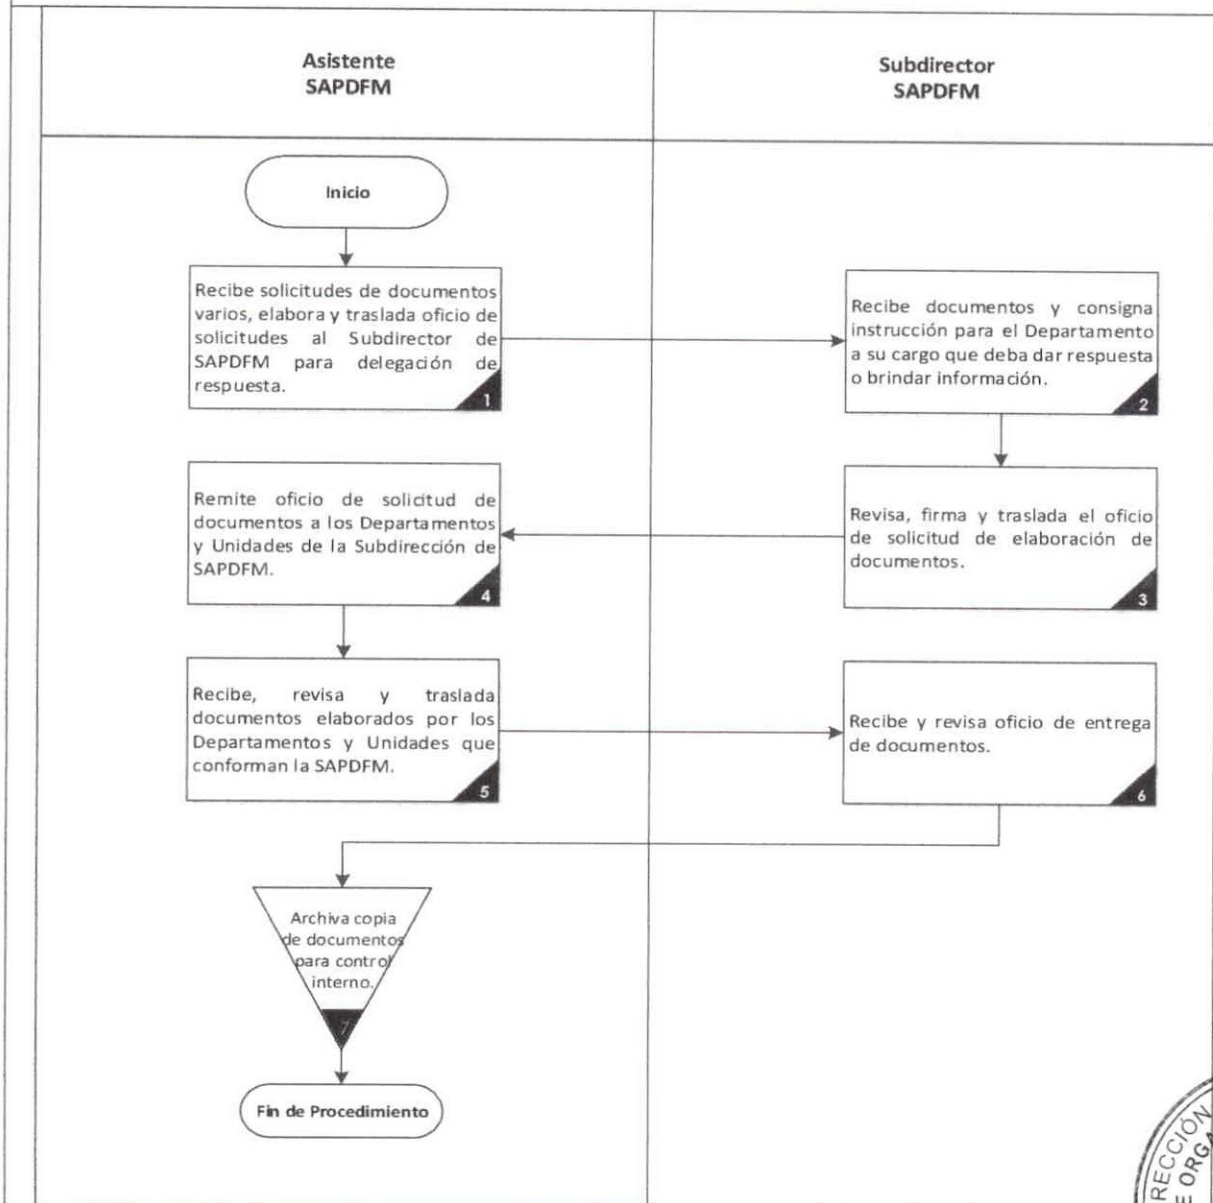 Asistente
SAPDFM
Subdirector
SAPDFM
Inicio
Recibe solicitudes de documentos
varios, elabora y traslada oficio de
solicitudes al Subdirector de
SAPDFM para delegación de
respuesta.
1
Recibe documentos y consigna
instrucción para el Departamento
a su cargo que deba dar respuesta
o brindar información.
2
Revisa, firma y traslada el oficio
de solicitud de elaboración de
documentos.
3
Remite oficio de solicitud de
documentos a los Departamentos
y Unidades de la Subdirección de
SAPDFM.
4
Recibe, revisa y traslada
documentos elaborados por los
Departamentos y Unidades que
conforman la SAPDFM.
5
Recibe y revisa oficio de entrega
de documentos.
6
Archiva copia
de documentos
para control
interno.
7
Fin de Procedimiento